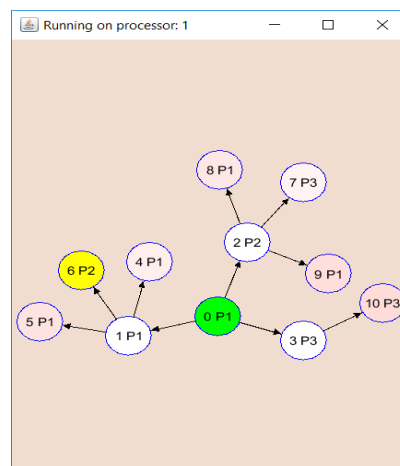 Running on processor: 1
8 P1
7 P3
2 P2
4 P1
6 P2
9 P1
10 P3
0 P1
5 P1
1 P1
3 P3